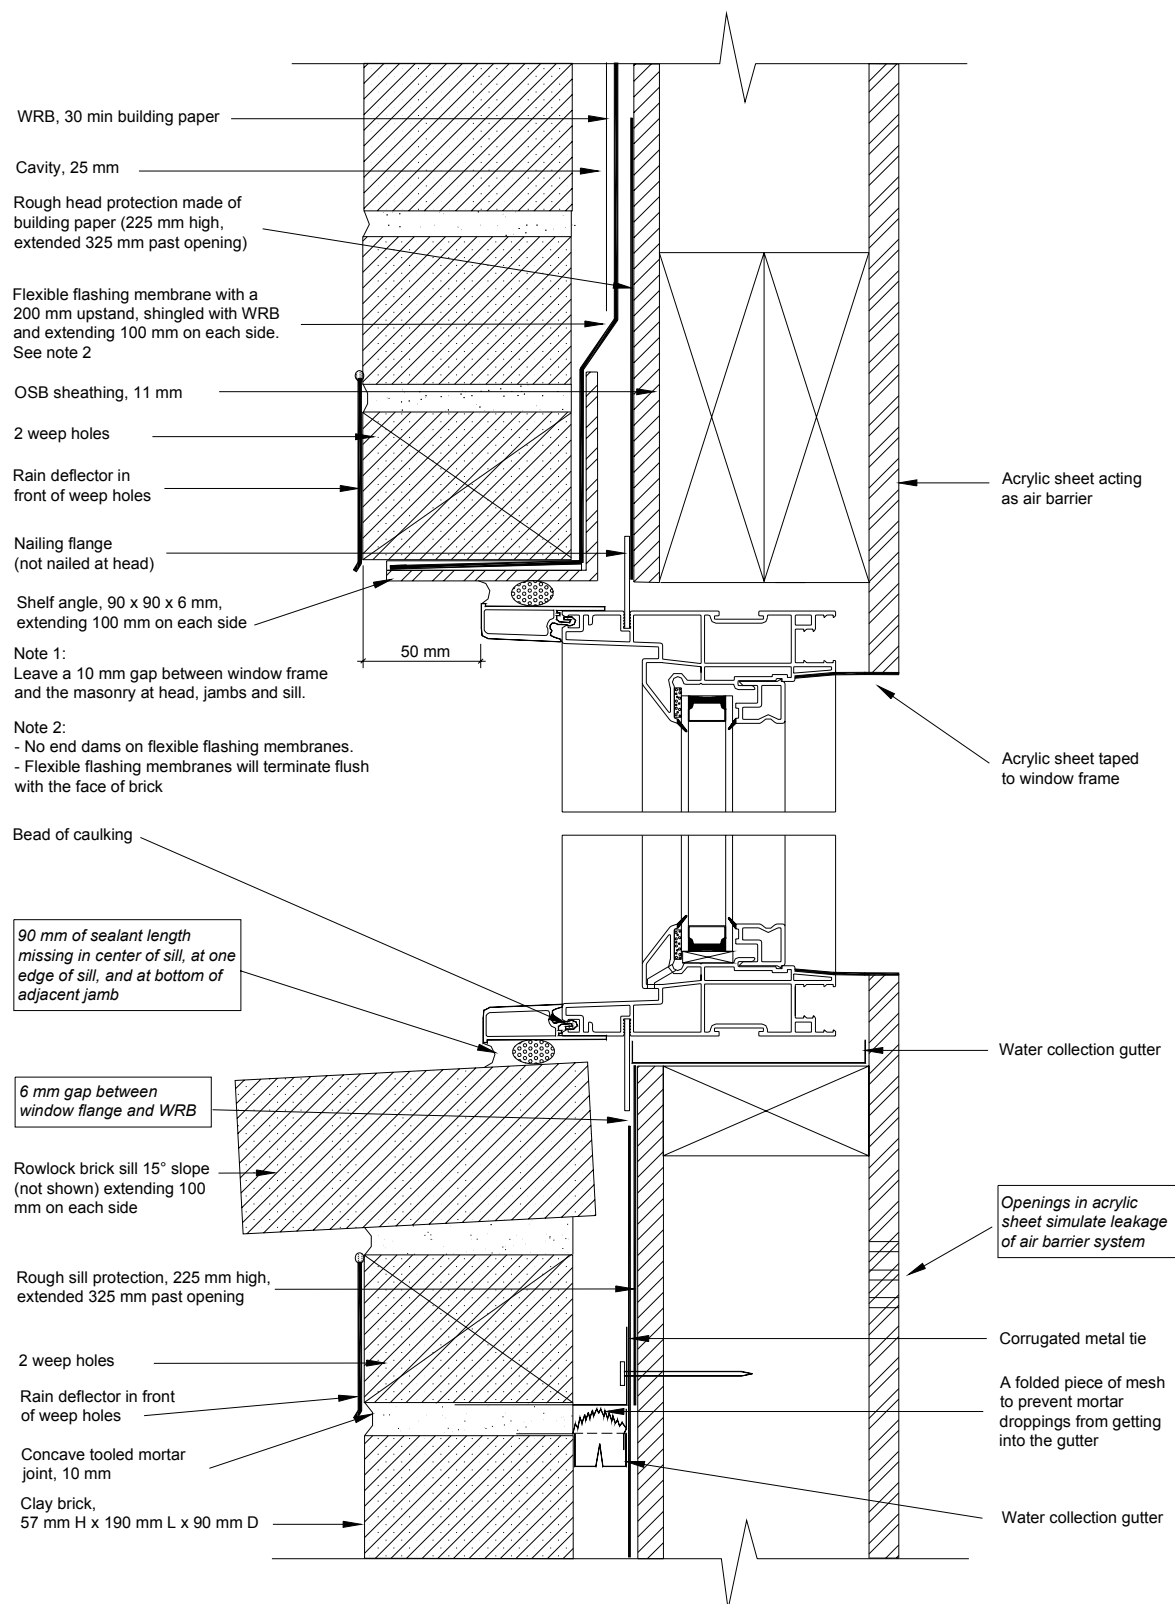 WRB, 30 min building paper
Cavity, 25 mm
Rough head protection made of
building paper (225 mm high,
extended 325 mm past opening)
Flexible flashing membrane with a
200 mm upstand, shingled with WRB
and extending 100 mm on each side.
See note 2
OSB sheathing, 11 mm
2 weep holes
Rain deflector in
front of weep holes
Nailing flange
(not nailed at head)
Shelf angle, 90 x 90 x 6 mm,
extending 100 mm on each side
50 mm
Note 1:
Leave a 10 mm gap between window frame
and the masonry at head, jambs and sill.
Note 2:
- No end dams on flexible flashing membranes.
- Flexible flashing membranes will terminate flush
with the face of brick
Acrylic sheet acting
as air barrier
Acrylic sheet taped
to window frame
Bead of caulking
90 mm of sealant length
missing in center of sill, at one
edge of sill, and at bottom of
adjacent jamb
6 mm gap between
window flange and WRB
Rowlock brick sill 15° slope
(not shown) extending 100
mm on each side
Rough sill protection, 225 mm high,
extended 325 mm past opening
2 weep holes
Rain deflector in front
of weep holes
Concave tooled mortar
joint, 10 mm
Clay brick,
57 mm H x 190 mm L x 90 mm D
Water collection gutter
Openings in acrylic
sheet simulate leakage
of air barrier system
Corrugated metal tie
A folded piece of mesh
to prevent mortar
droppings from getting
into the gutter
Water collection gutter